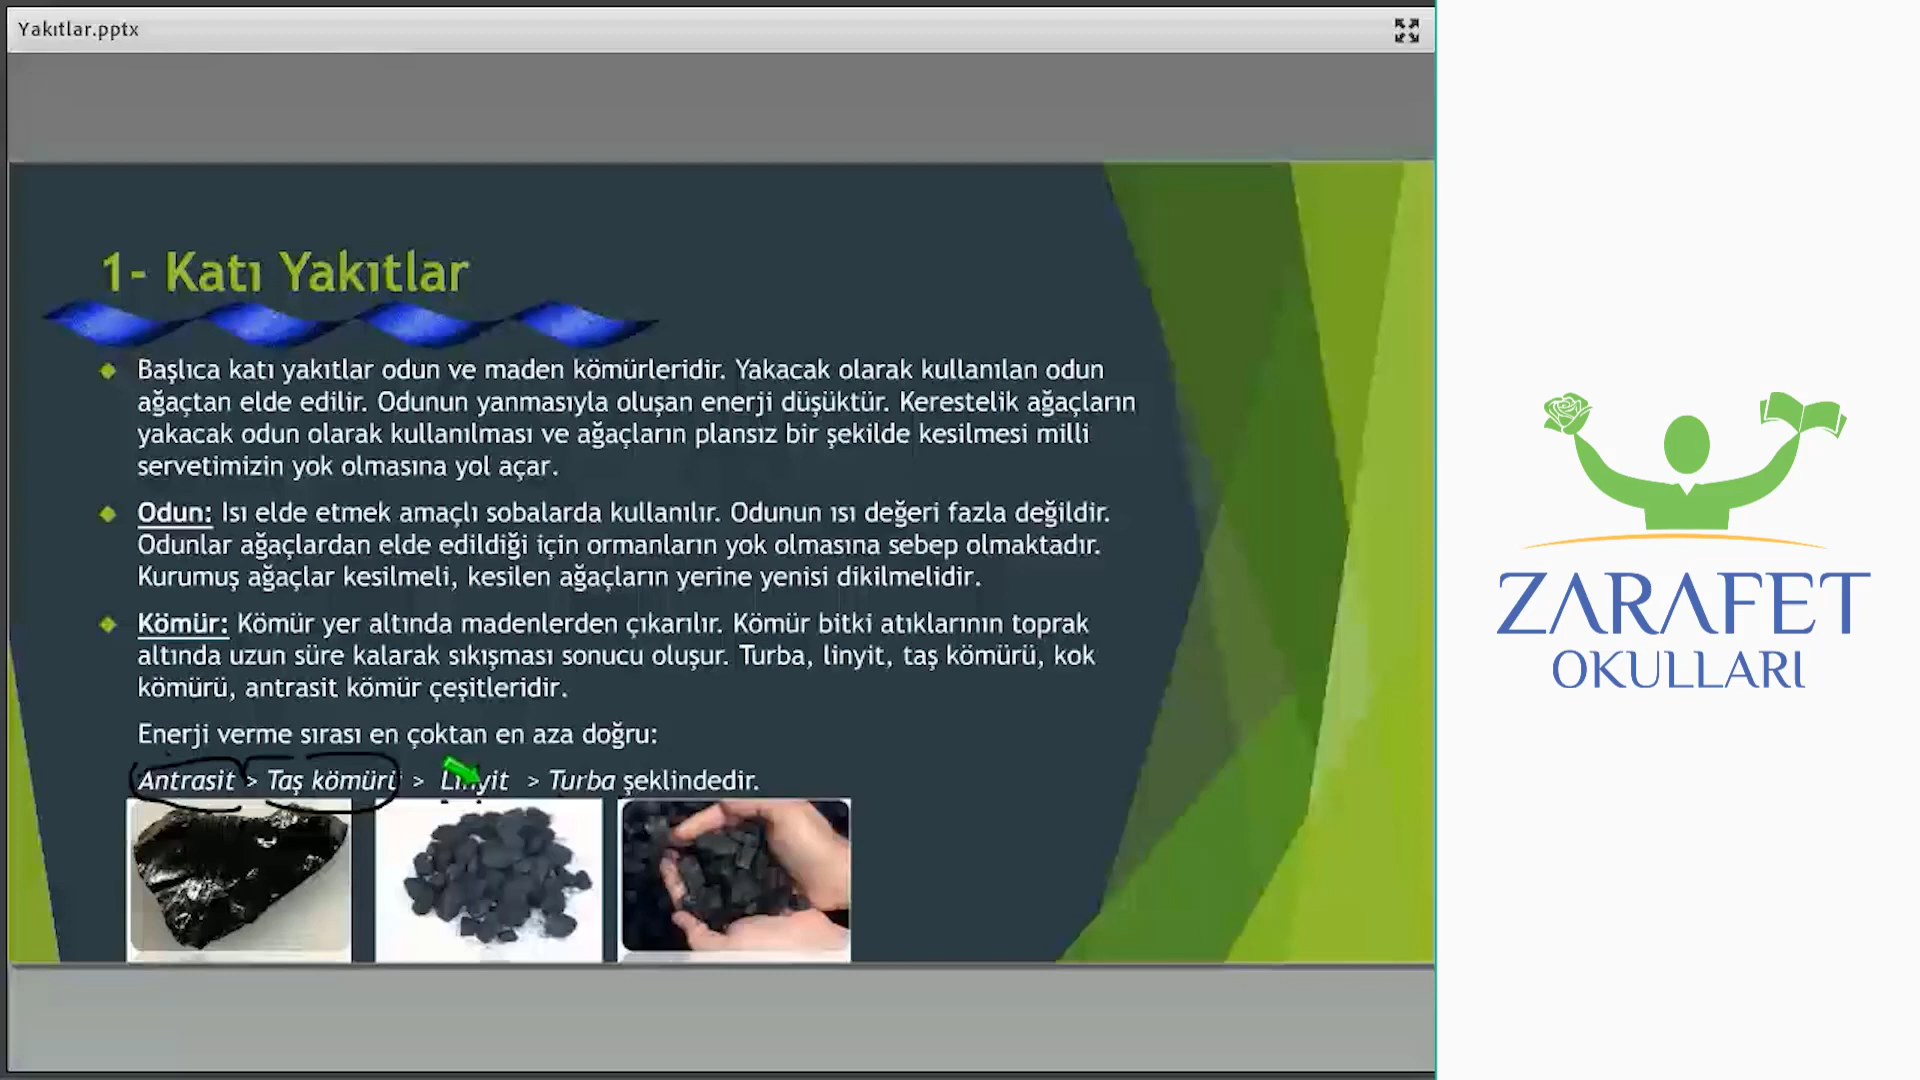 Yakıtlar.pptx
1- Katı Yakıtlar
Başlıca katı yakıtlar odun ve maden kömürleridir. Yakacak olarak kullanılan odun
ağaçtan elde edilir. Odunun yanmasıyla oluşan enerji düşüktür. Kerestelik ağaçların
yakacak odun olarak kullanılması ve ağaçların plansız bir şekilde kesilmesi milli
servetimizin yok olmasına yol açar.
Odun: Isı elde etmek amaçlı sobalarda kullanılır. Odunun ısı değeri fazla değildir.
Odunlar ağaçlardan elde edildiği için ormanların yok olmasına sebep olmaktadır.
Kurumuş ağaçlar kesilmeli, kesilen ağaçların yerine yenisi dikilmelidir.
Kömür: Kömür yer altında madenlerden çıkarılır. Kömür bitki atıklarının toprak
altında uzun süre kalarak sıkışması sonucu oluşur. Turba, linyit, taş kömürü, kok
kömürü, antrasit kömür çeşitleridir.
Enerji verme sırası en çoktan en aza doğru:
Antrasit > Taş kömürü > Linyit > Turba şeklindedir.
ZARAFET
OKULLARI